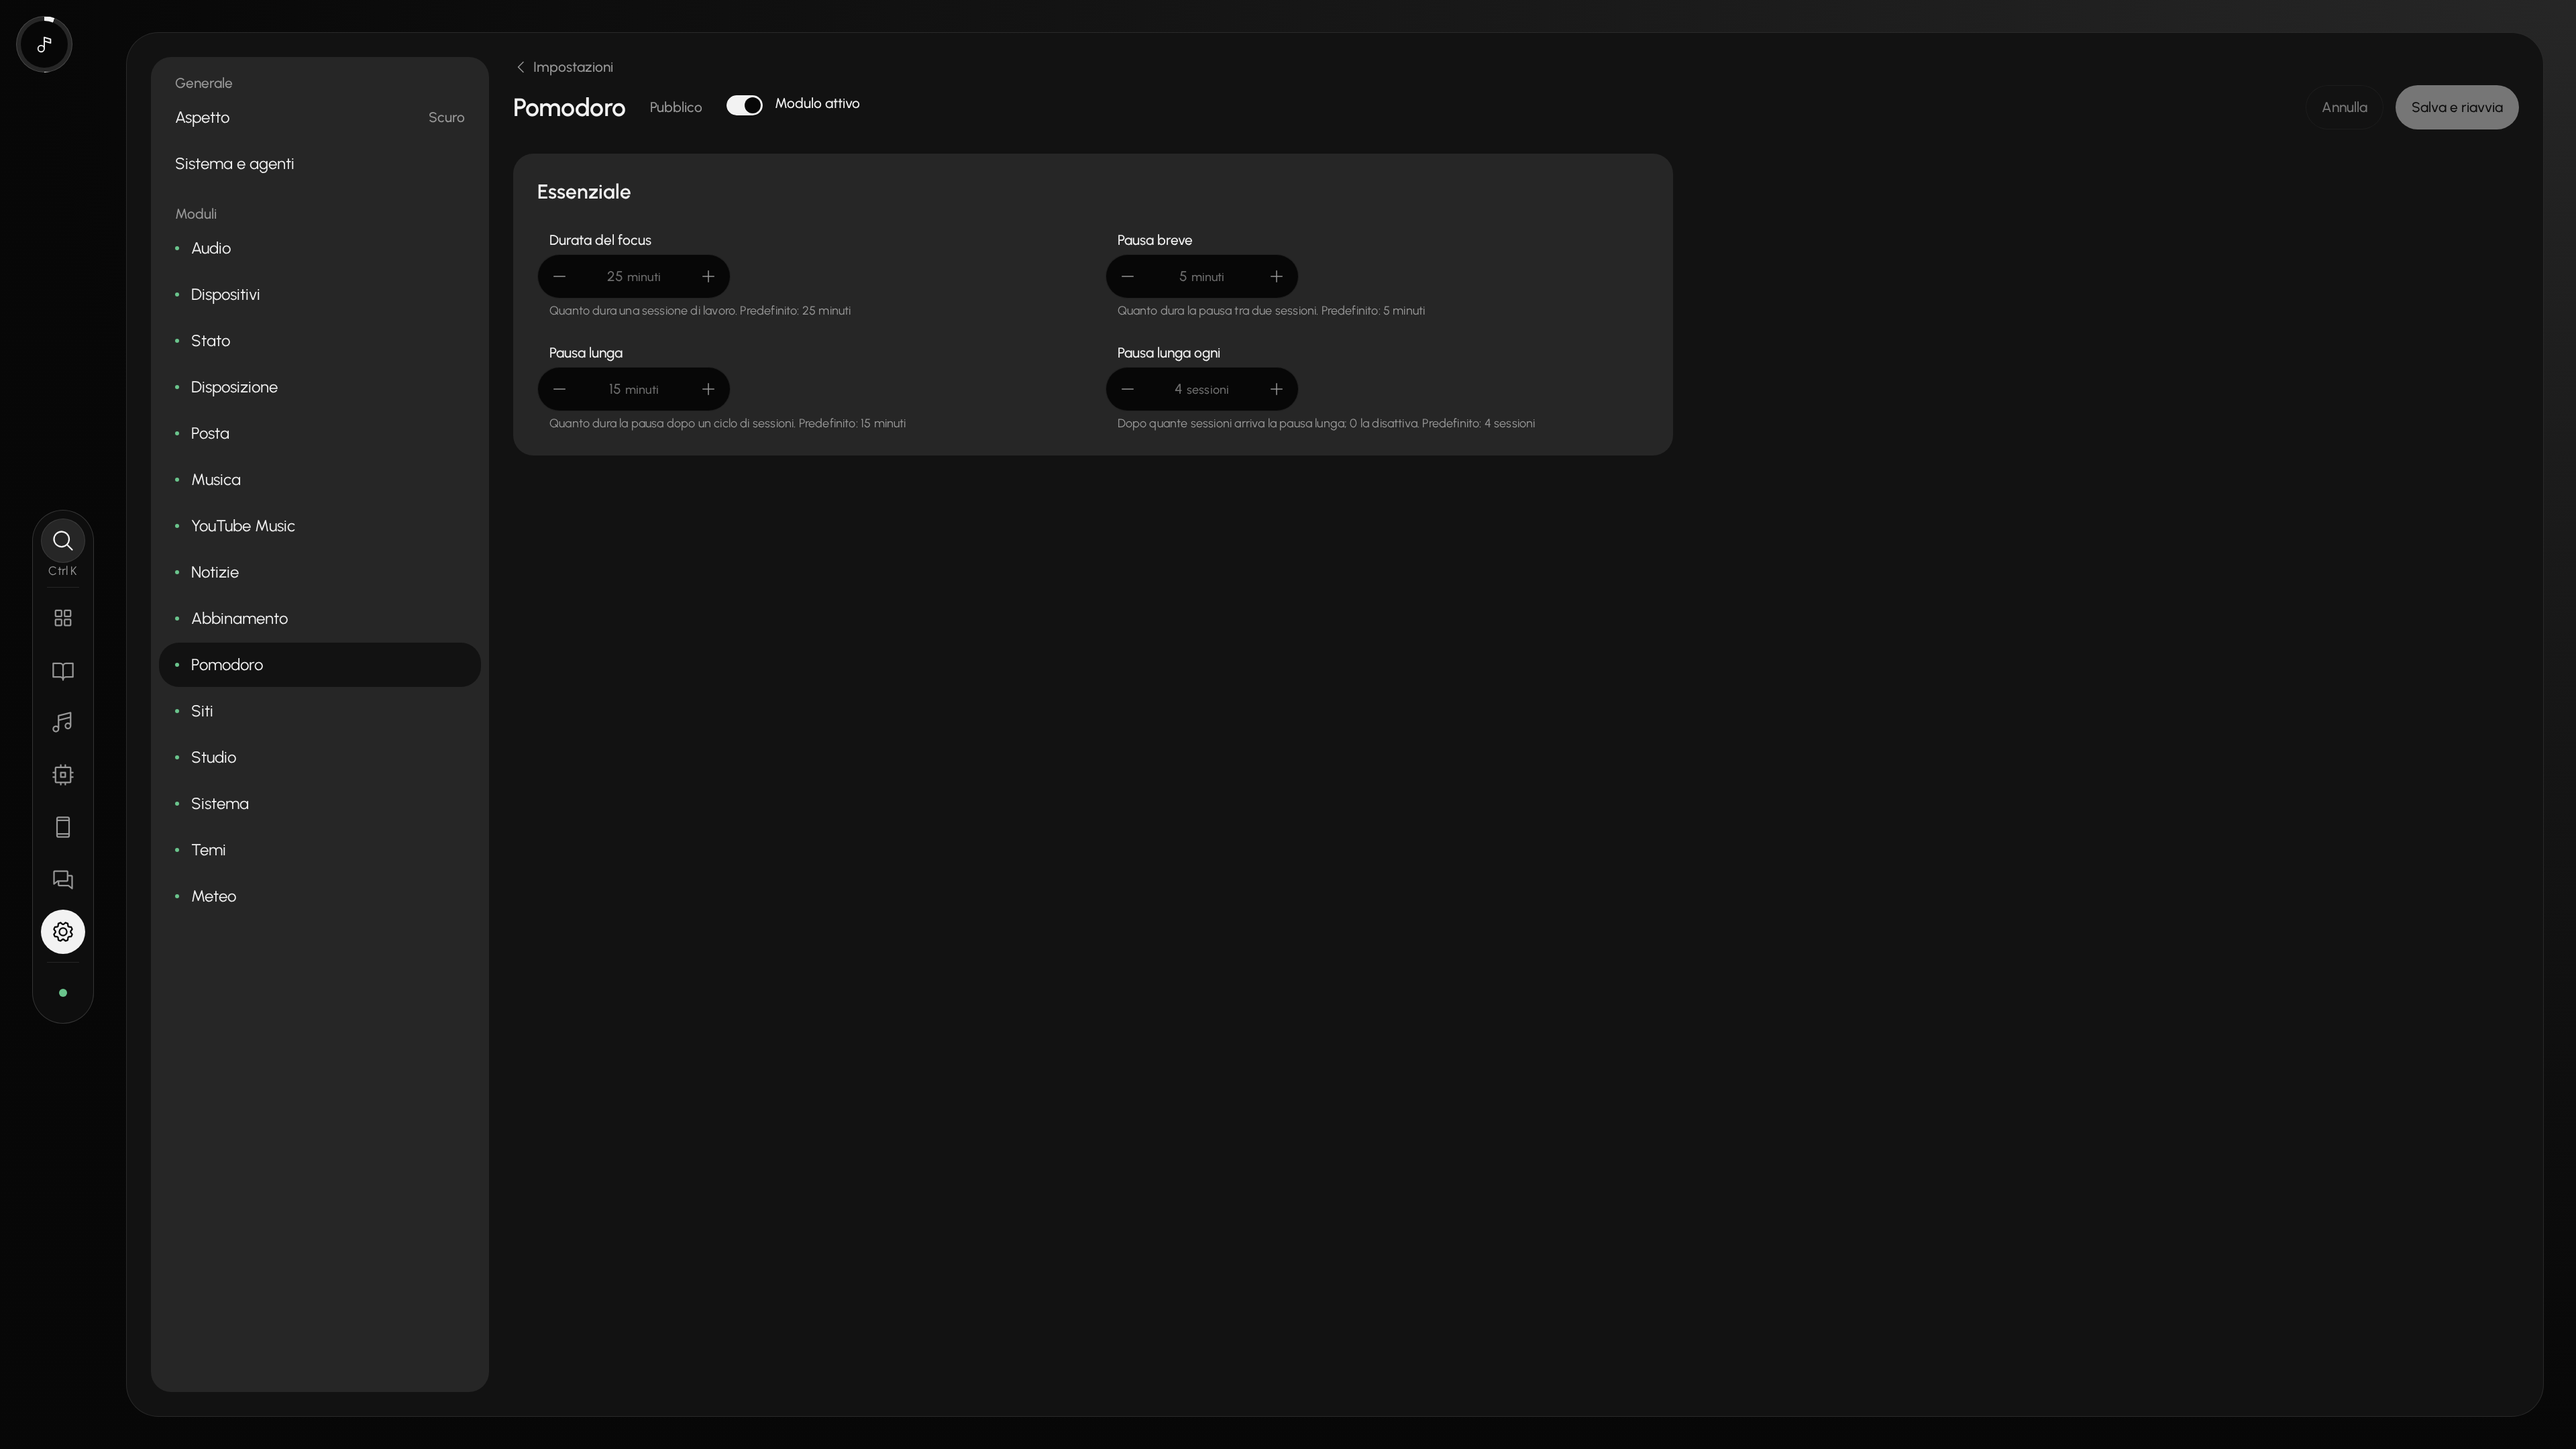 Generale
Aspetto Scuro
Sistema e agenti
Moduli
Audio
Dispositivi
Stato
Disposizione
Posta
Musica
YouTube Music
Notizie
Abbinamento
Pomodoro
Siti
Studio
Sistema
Temi
Meteo
Ctrl K
Impostazioni
Pomodoro Pubblico Modulo attivo
Annulla Salva e riavvia
Essenziale
Durata del focus
25 minuti
Quanto dura una sessione di lavoro. Predefinito: 25 minuti
Pausa breve
5 minuti
Quanto dura la pausa tra due sessioni. Predefinito: 5 minuti
Pausa lunga
15 minuti
Quanto dura la pausa dopo un ciclo di sessioni. Predefinito: 15 minuti
Pausa lunga ogni
4 sessioni
Dopo quante sessioni arriva la pausa lunga; 0 la disattiva. Predefinito: 4 sessioni